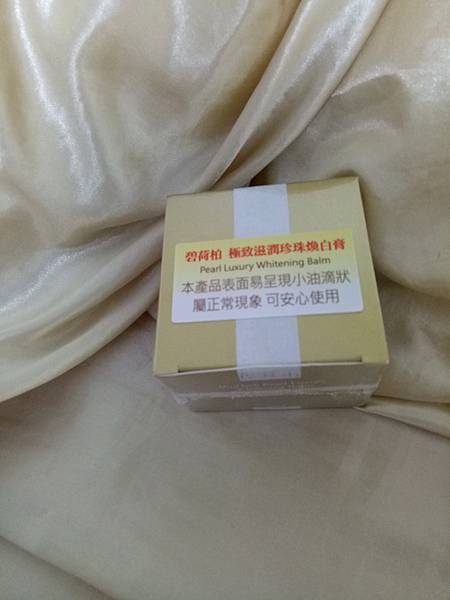 碧荷柏 極致滋潤珍珠煥白膏
Pearl Luxury Whitening Balm
本產品表面易呈現小油滴狀
屬正常現象 可安心使用